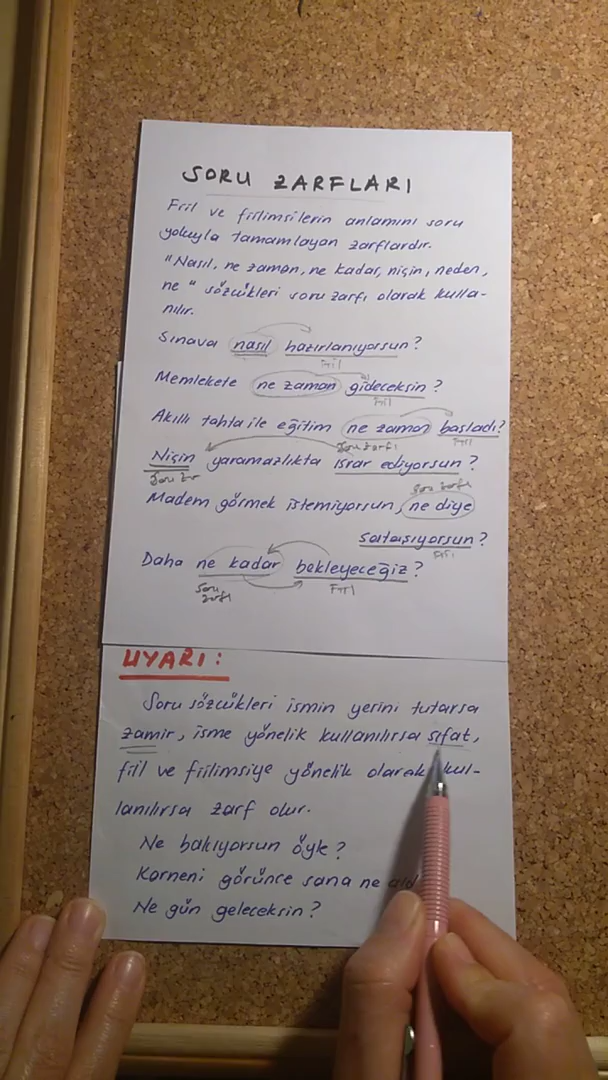 SORU ZARFLARI
Fiil ve fiilimsilerin anlamını soru
yoluyla tamamlayan zarflardır.
"Nasıl, ne zaman, ne kadar, niçin, neden,
ne" sözcükleri soru zarfı olarak kulla-
nılır.
Sınava nasıl hazırlanıyorsun?
Fiil
Memlekete ne zaman gideceksin?
Fiil
Akıllı tahta ile eğitim ne zaman başladı?
Soru zarfı Fiil
Niçin yaramazlıkta ısrar ediyorsun?
Soru Soru zarfı
Madem görmek istemiyorsun, ne diye
sataşıyorsun?
Fiil
Daha ne kadar bekleyeceğiz?
Soru Fiil
zarfı
UYARI:
Soru sözcükleri ismin yerini tutarsa
zamir, isme yönelik kullanılırsa sıfat,
fiil ve fiilimsiye yönelik olarak kul-
lanılırsa zarf olur.
Ne bakıyorsun öyle?
Karneni görünce sana ne
Ne gün geleceksin?